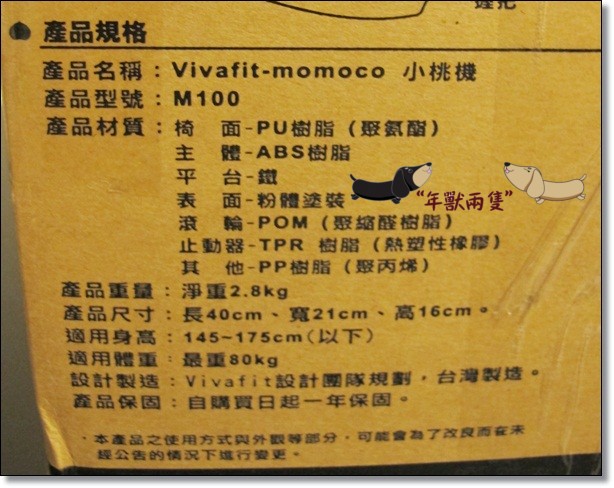 握把
產品規格
產品名稱：Vivafit-momoco 小桃機
產品型號：M100
產品材質：椅 面-PU樹脂（聚氨酯）
主 體-ABS樹脂
平 台-鐵
表 面-粉體塗裝
滾 輪-POM（聚縮醛樹脂）
止動器-TPR 樹脂（熱塑性橡膠）
其 他-PP樹脂（聚丙烯）
產品重量：淨重2.8kg
產品尺寸：長40cm、寬21cm、高16cm。
適用身高：145~175cm(以下)
適用體重：最重80kg
設計製造：Vivafit設計團隊規劃，台灣製造。
產品保固：自購買日起一年保固。
·本產品之使用方式與外觀等部分，可能會為了改良而在未
經公告的情況下進行變更。
“年獸兩隻”